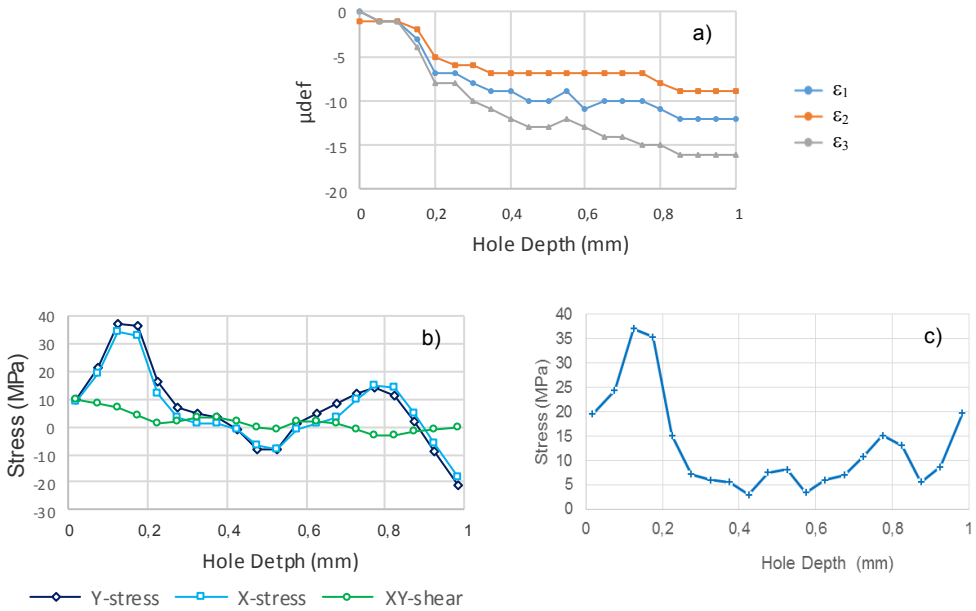 a)
0
-5
-10
-15
-20
µdef
0 0,2 0,4 0,6 0,8 1
Hole Depth (mm)
ε1
ε2
ε3
b)
40
30
20
10
0
-10
-20
-30
Stress (MPa)
0 0,2 0,4 0,6 0,8 1
Hole Detpth (mm)
Y-stress X-stress XY-shear
c)
40
35
30
25
20
15
10
5
0
Stress (MPa)
0 0,2 0,4 0,6 0,8 1
Hole Depth (mm)